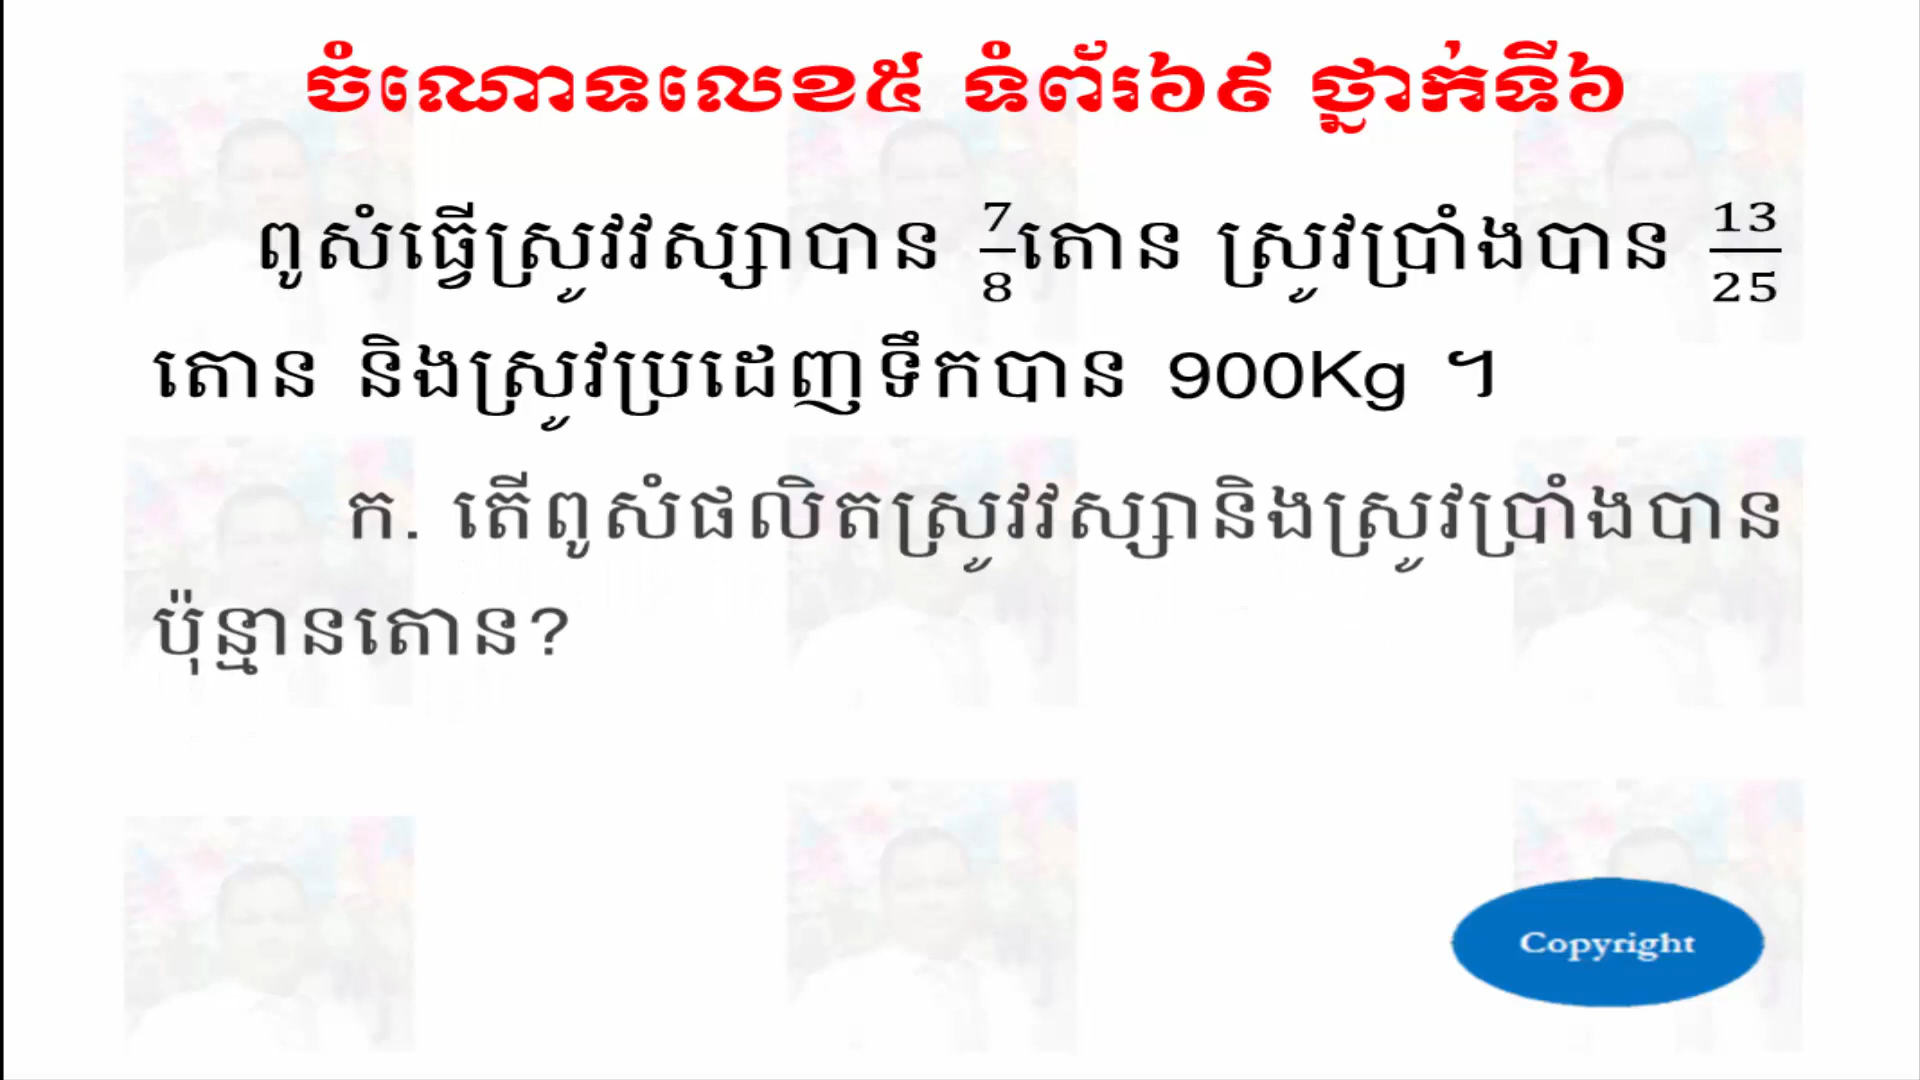 ចំណោទលេខ៥ ទំព័រ៦៩ ថ្នាក់ទី៦
ពូសំធ្វើស្រូវវស្សាបាន 7/8តោន ស្រូវប្រាំងបាន 13/25
តោន និងស្រូវប្រដេញទឹកបាន 900Kg ។
ក. តើពូសំផលិតស្រូវវស្សានិងស្រូវប្រាំងបាន
ប៉ុន្មានតោន?
Copyright